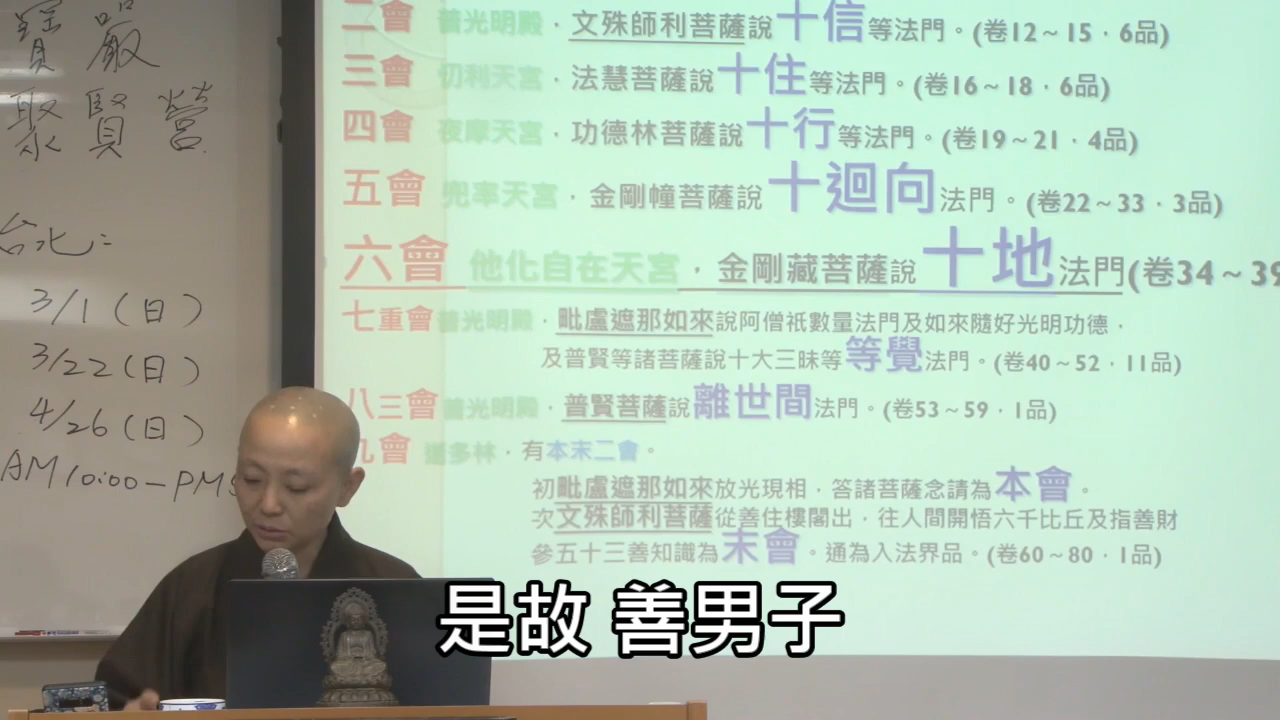 寶嚴
聚賢營
台北:
3/1(日)
3/22(日)
4/26(日)
AM10:00-PM5
二會 普光明殿．文殊師利菩薩說十信等法門。(卷12～15．6品)
三會 忉利天宮．法慧菩薩說十住等法門。(卷16～18．6品)
四會 夜摩天宮．功德林菩薩說十行等法門。(卷19～21．4品)
五會 兜率天宮．金剛幢菩薩說十迴向法門。(卷22～33．3品)
六會 他化自在天宮，金剛藏菩薩說十地法門(卷34～39
七重會 普光明殿．毗盧遮那如來說阿僧祇數量法門及如來隨好光明功德．
及普賢等諸菩薩說十大三昧等等覺法門。(卷40～52．11品)
八三會 普光明殿．普賢菩薩說離世間法門。(卷53～59．1品)
九會 逝多林．有本末二會。
初毗盧遮那如來放光現相．答諸菩薩念請為本會。
次文殊師利菩薩從善住樓閣出．往人間開悟六千比丘及指善財
參五十三善知識為末會。通為入法界品。(卷60～80．1品)
是故 善男子